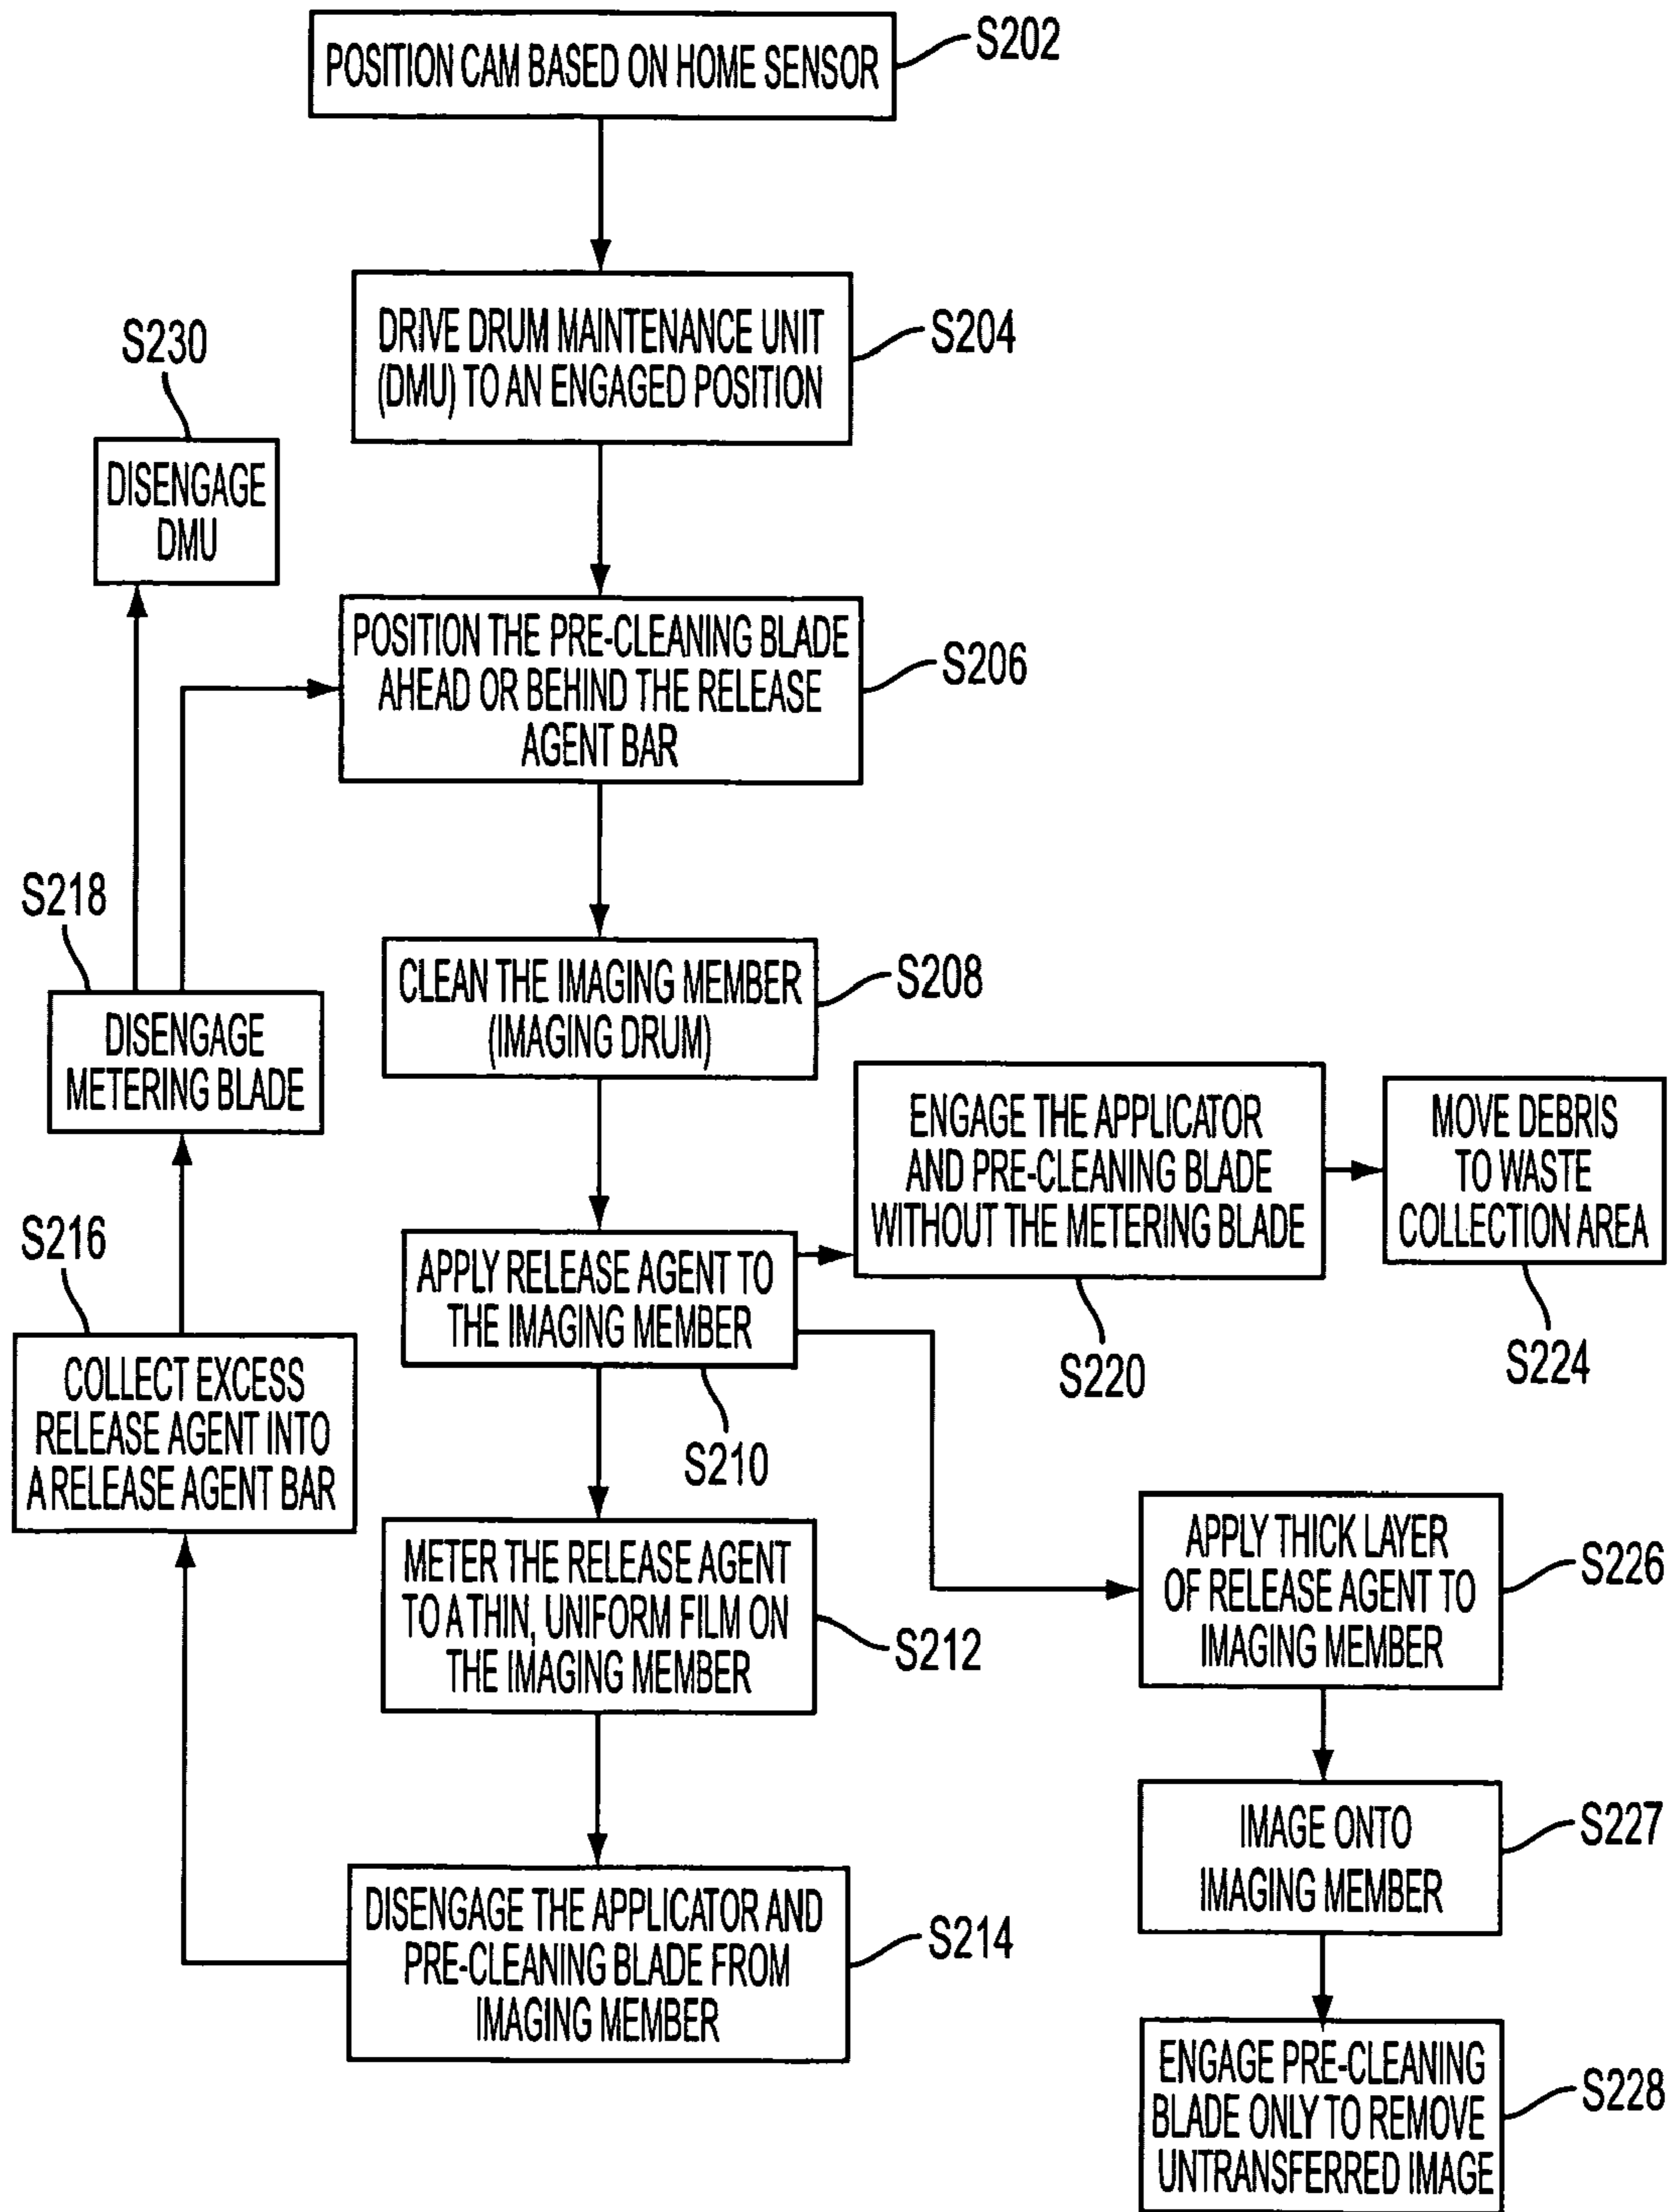 POSITION CAM BASED ON HOME SENSOR
S202
DRIVE DRUM MAINTENANCE UNIT
(DMU) TO AN ENGAGED POSITION
S204
S230
DISENGAGE
DMU
POSITION THE PRE-CLEANING BLADE
AHEAD OR BEHIND THE RELEASE
AGENT BAR
S206
S218
DISENGAGE
METERING BLADE
CLEAN THE IMAGING MEMBER
(IMAGING DRUM)
S208
ENGAGE THE APPLICATOR
AND PRE-CLEANING BLADE
WITHOUT THE METERING BLADE
S220
MOVE DEBRIS
TO WASTE
COLLECTION AREA
S224
APPLY RELEASE AGENT TO
THE IMAGING MEMBER
S210
S216
COLLECT EXCESS
RELEASE AGENT INTO
A RELEASE AGENT BAR
METER THE RELEASE AGENT
TO A THIN, UNIFORM FILM ON
THE IMAGING MEMBER
S212
APPLY THICK LAYER
OF RELEASE AGENT TO
IMAGING MEMBER
S226
IMAGE ONTO
IMAGING MEMBER
S227
DISENGAGE THE APPLICATOR AND
PRE-CLEANING BLADE FROM
IMAGING MEMBER
S214
ENGAGE PRE-CLEANING
BLADE ONLY TO REMOVE
UNTRANSFERRED IMAGE
S228